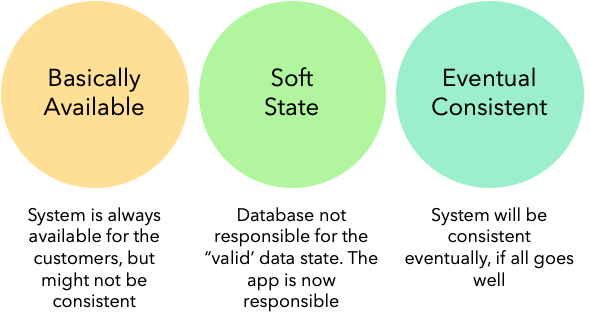 Basically
Available
Soft
State
Eventual
Consistent
System is always
available for the
customers, but
might not be
consistent
Database not
responsible for the
“valid’ data state. The
app is now
responsible
System will be
consistent
eventually, if all goes
well